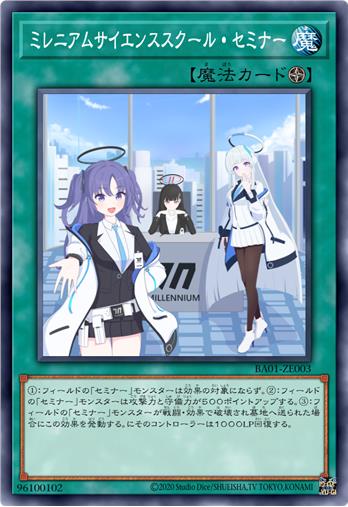 ミレニアムサイエンススクール・セミナー 魔
【魔法カード】
MILLENNIUM
BA01-ZE003
①:フィールドの「セミナー」モンスターは効果の対象にならず。②:フィール
ドの「セミナー」モンスターは攻撃力と守備力が500ポイントアップする。③:フ
ィールドの「セミナー」モンスターが戦闘・効果で破壊され墓地へ送られた場
合にこの効果を発動する。にそのコントローラーは1000LP回復する。
96100102 ©2020 Studio Dice/SHUEISHA,TV TOKYO,KONAMI